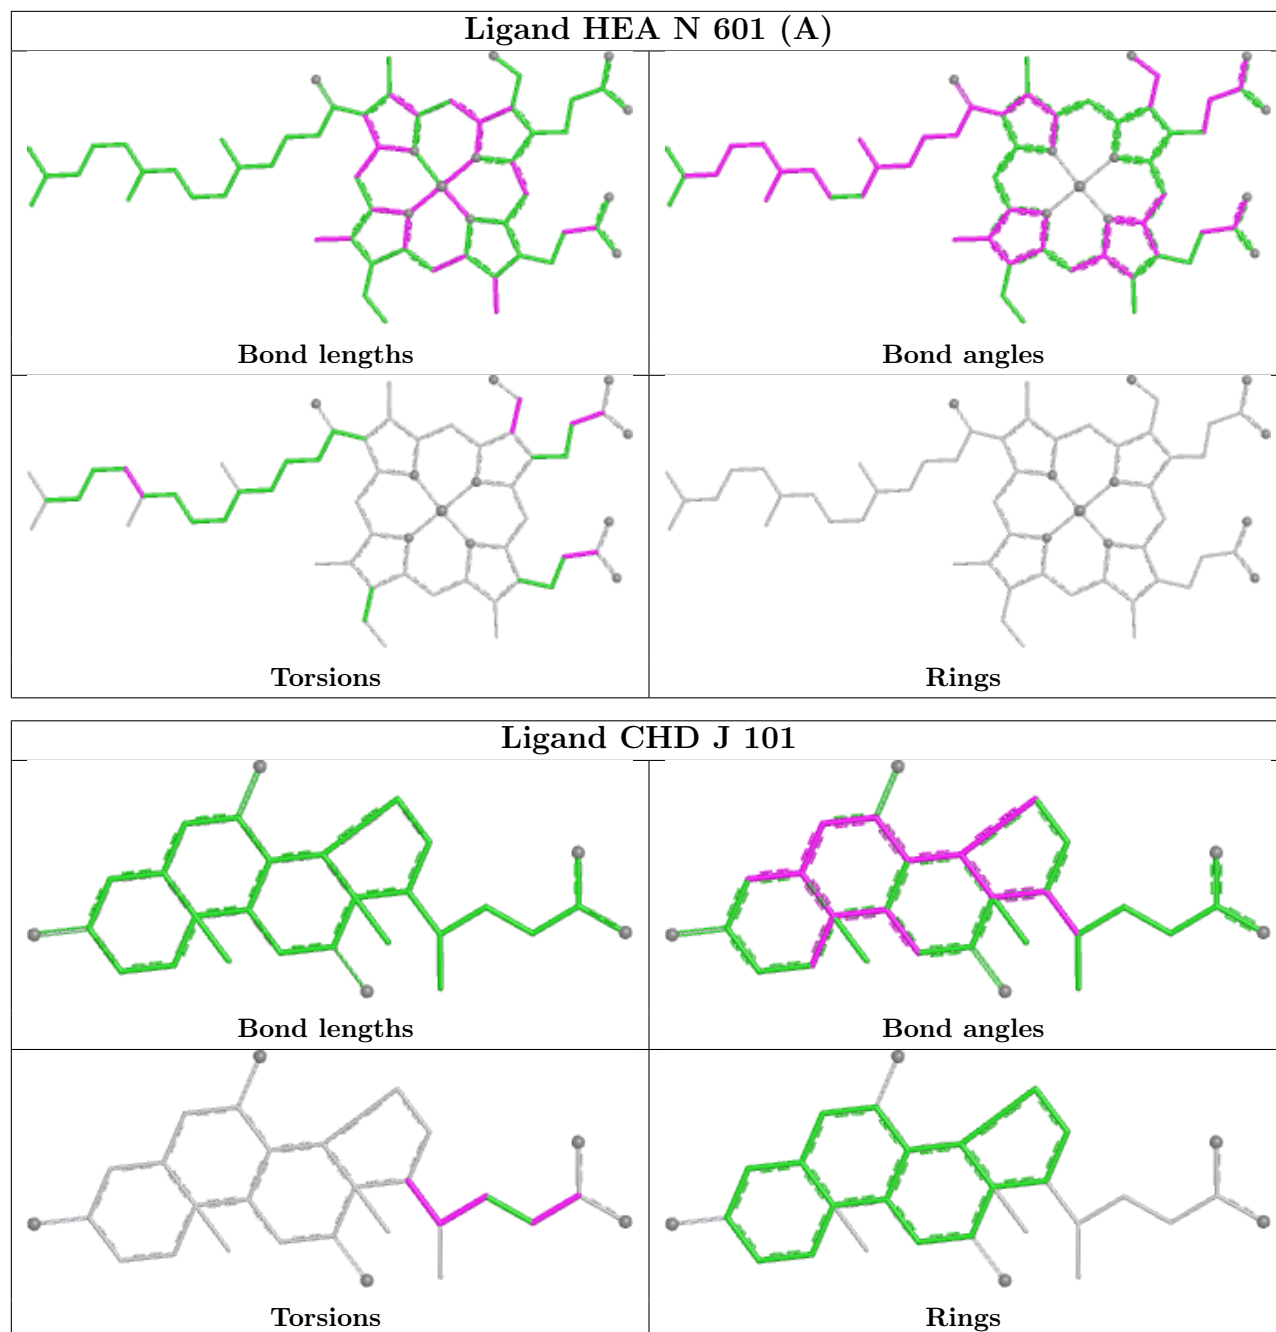 Ligand HEA N 601 (A)
Bond lengths
Bond angles
Torsions
Rings
Ligand CHD J 101
Bond lengths
Bond angles
Torsions
Rings